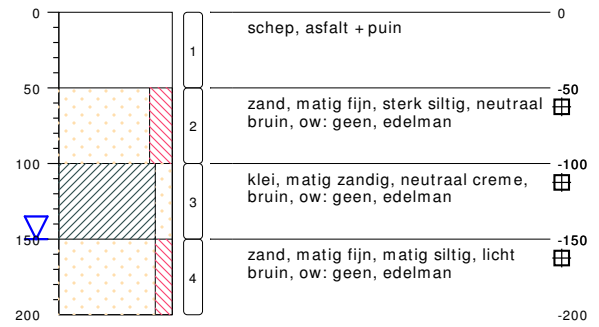 0
50
100
150
200
1
2
3
4
schep, asfalt + puin
zand, matig fijn, sterk siltig, neutraal
bruin, ow: geen, edelman
klei, matig zandig, neutraal creme,
bruin, ow: geen, edelman
zand, matig fijn, matig siltig, licht
bruin, ow: geen, edelman
0
-50
-100
-150
-200